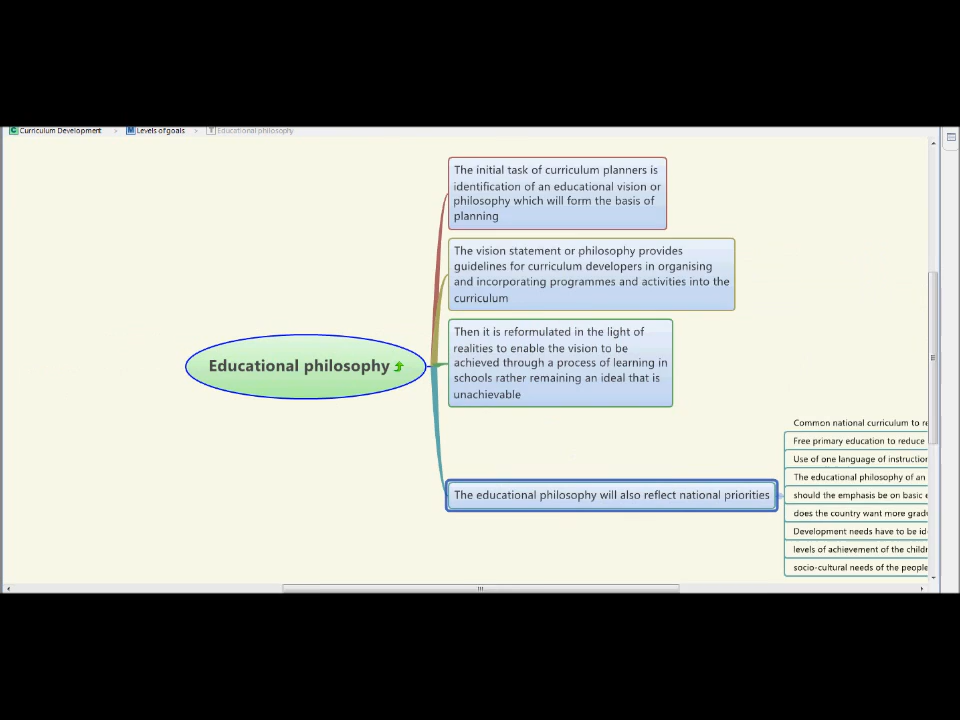 Curriculum Development > Levels of goals > Educational philosophy
The initial task of curriculum planners is
identification of an educational vision or
philosophy which will form the basis of
planning
The vision statement or philosophy provides
guidelines for curriculum developers in organising
and incorporating programmes and activities into the
curriculum
Then it is reformulated in the light of
realities to enable the vision to be
achieved through a process of learning in
schools rather remaining an ideal that is
unachievable
Educational philosophy
The educational philosophy will also reflect national priorities
Common national curriculum to
Free primary education to reduce
Use of one language of instruction
The educational philosophy of an
should the emphasis be on basic
does the country want more
Development needs have to be
levels of achievement of the
socio-cultural needs of the people